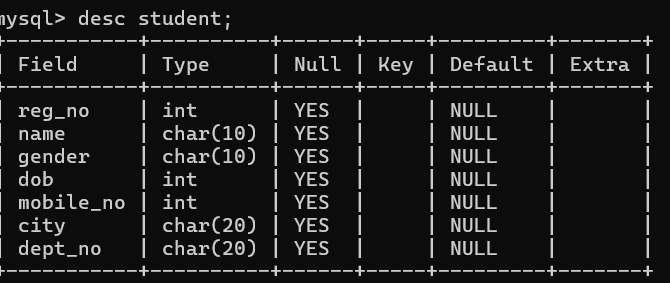 mysql> desc student;
+-----------+----------+------+-----+---------+-------+
| Field     | Type     | Null | Key | Default | Extra |
+-----------+----------+------+-----+---------+-------+
| reg_no    | int      | YES  |     | NULL    |       |
| name      | char(10) | YES  |     | NULL    |       |
| gender    | char(10) | YES  |     | NULL    |       |
| dob       | int      | YES  |     | NULL    |       |
| mobile_no | int      | YES  |     | NULL    |       |
| city      | char(20) | YES  |     | NULL    |       |
| dept_no   | char(20) | YES  |     | NULL    |       |
+-----------+----------+------+-----+---------+-------+